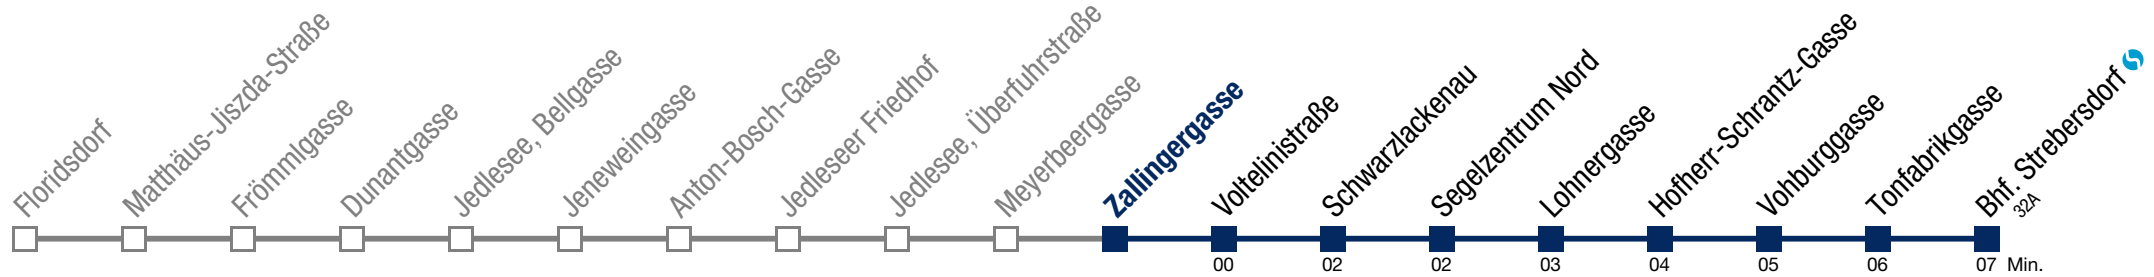 Floridsdorf
Matthäus-Jiszda-Straße
Frömmlgasse
Dunantgasse
Jedlesee, Bellgasse
Jeneweingasse
Anton-Bosch-Gasse
Jedleseer Friedhof
Jedlesee, Überfuhrstraße
Meyerbeergasse
Zallingergasse
Voltelinistraße
Schwarzlackenau
Segelzentrum Nord
Lohnergasse
Hofherr-Schrantz-Gasse
Vohburggasse
Tonfabrikgasse
Bhf. Strebersdorf
32A
00 02 02 03 04 05 06 07 Min.